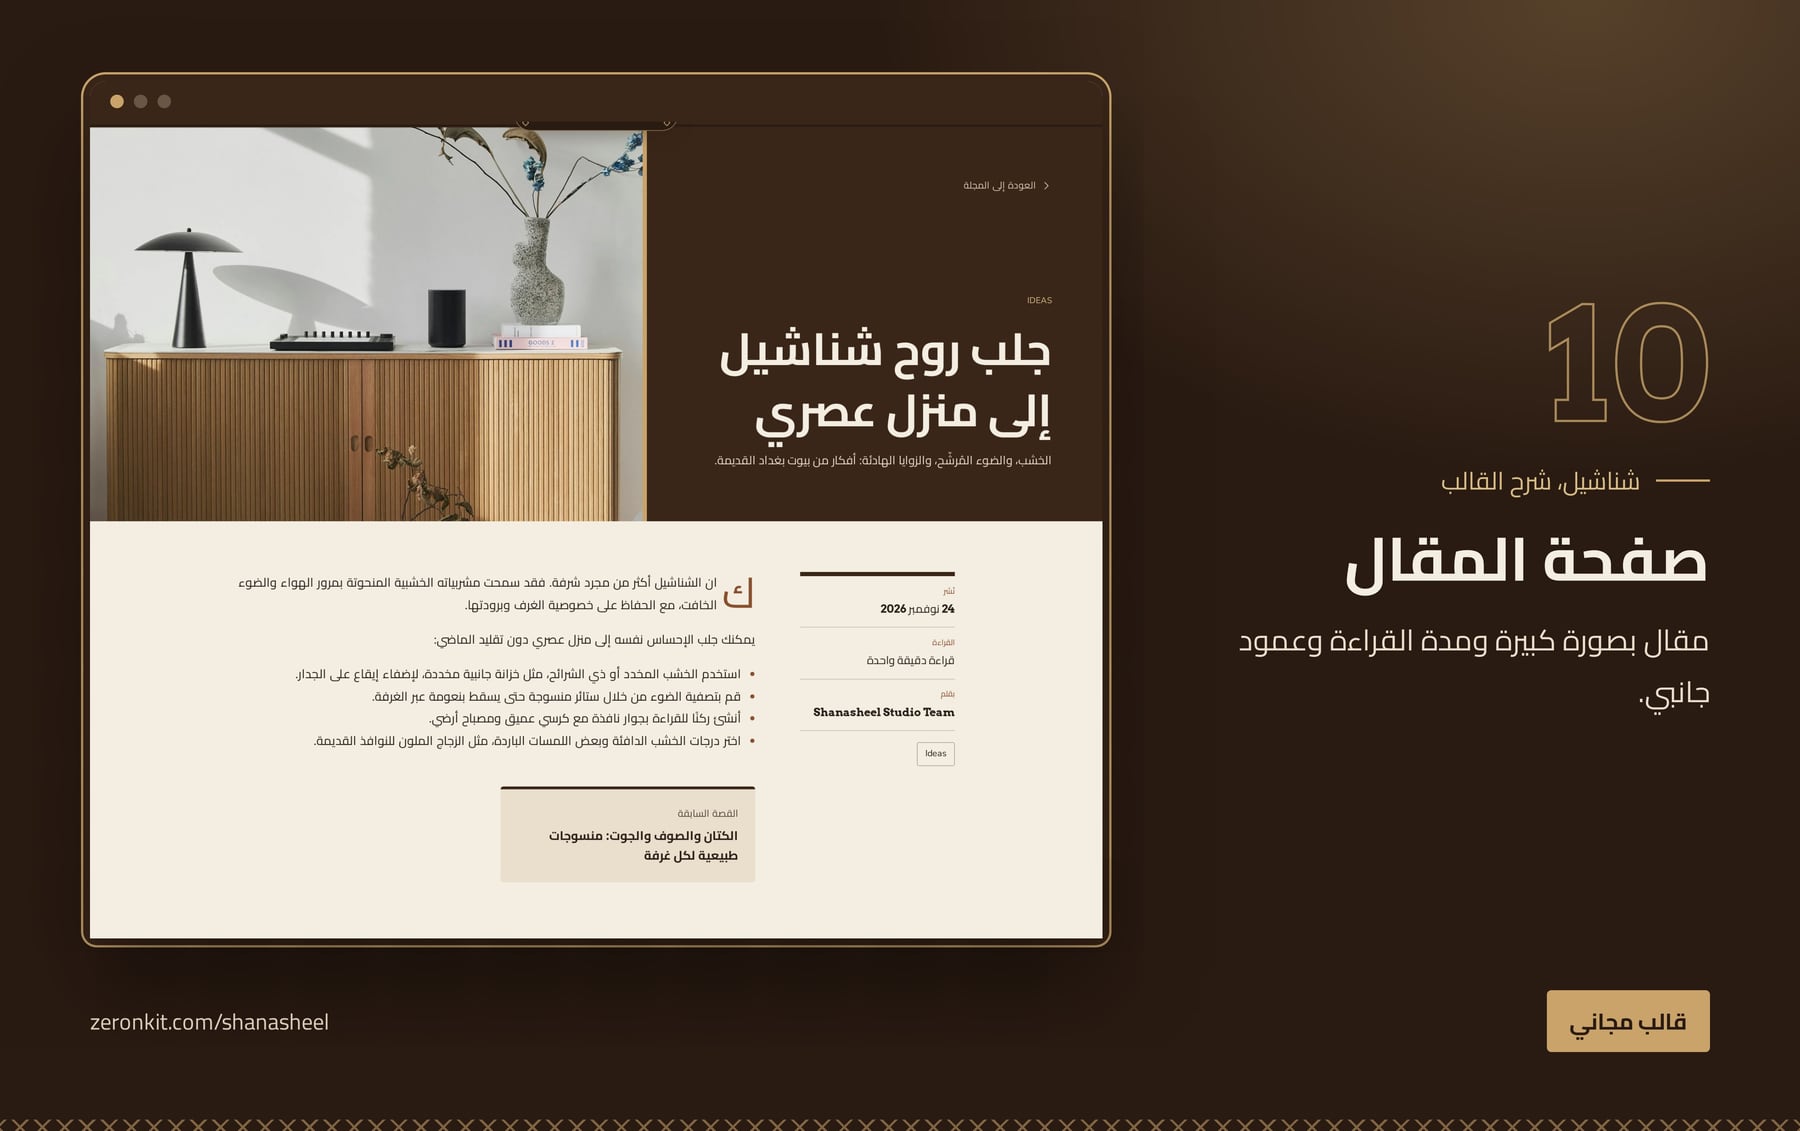 10
شناشيل، شرح القالب
صفحة المقال
مقال بصورة كبيرة ومدة القراءة وعمود
جانبي.
العودة إلى المجلة
IDEAS
جلب روح شناشيل
إلى منزل عصري
الخشب، والضوء المُرشَّح، والزوايا الهادئة: أفكار من بيوت بغداد القديمة.
نُشر
24 نوفمبر 2026
القراءة
قراءة دقيقة واحدة
بقلم
Shanasheel Studio Team
Ideas
كان الشناشيل أكثر من مجرد شرفة. فقد سمحت مشربياته الخشبية المنحوتة بمرور الهواء والضوء
الخافت، مع الحفاظ على خصوصية الغرف وبرودتها.
يمكنك جلب الإحساس نفسه إلى منزل عصري دون تقليد الماضي:
• استخدم الخشب المخدد أو ذي الشرائح، مثل خزانة جانبية مخددة، لإضفاء إيقاع على الجدار.
• قم بتصفية الضوء من خلال ستائر منسوجة حتى يسقط بنعومة عبر الغرفة.
• أنشئ ركنًا للقراءة بجوار نافذة مع كرسي عميق ومصباح أرضي.
• اختر درجات الخشب الدافئة وبعض اللمسات الباردة، مثل الزجاج الملون للنوافذ القديمة.
القصة السابقة
الكتان والصوف والجوت: منسوجات
طبيعية لكل غرفة
قالب مجاني
zeronkit.com/shanasheel